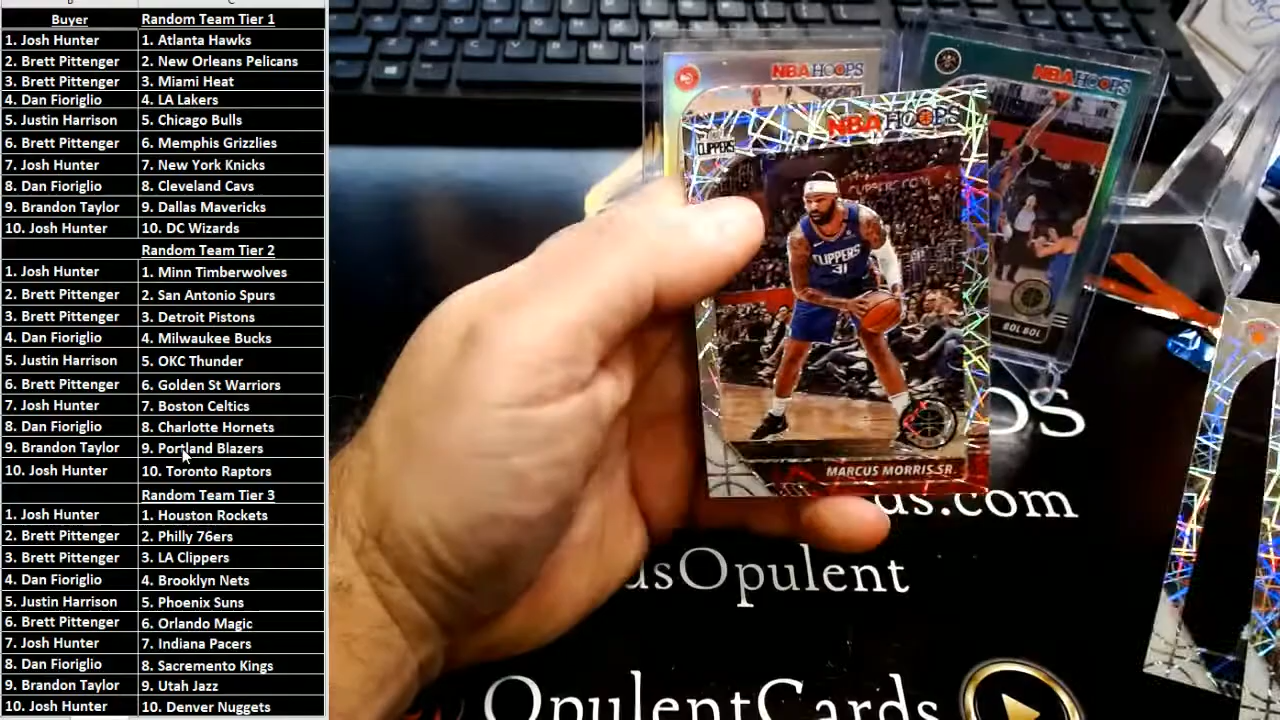 Buyer Random Team Tier 1
1. Josh Hunter 1. Atlanta Hawks
2. Brett Pittenger 2. New Orleans Pelicans
3. Brett Pittenger 3. Miami Heat
4. Dan Fioriglio 4. LA Lakers
5. Justin Harrison 5. Chicago Bulls
6. Brett Pittenger 6. Memphis Grizzlies
7. Josh Hunter 7. New York Knicks
8. Dan Fioriglio 8. Cleveland Cavs
9. Brandon Taylor 9. Dallas Mavericks
10. Josh Hunter 10. DC Wizards
Random Team Tier 2
1. Josh Hunter 1. Minn Timberwolves
2. Brett Pittenger 2. San Antonio Spurs
3. Brett Pittenger 3. Detroit Pistons
4. Dan Fioriglio 4. Milwaukee Bucks
5. Justin Harrison 5. OKC Thunder
6. Brett Pittenger 6. Golden St Warriors
7. Josh Hunter 7. Boston Celtics
8. Dan Fioriglio 8. Charlotte Hornets
9. Brandon Taylor 9. Portland Blazers
10. Josh Hunter 10. Toronto Raptors
Random Team Tier 3
1. Josh Hunter 1. Houston Rockets
2. Brett Pittenger 2. Philly 76ers
3. Brett Pittenger 3. LA Clippers
4. Dan Fioriglio 4. Brooklyn Nets
5. Justin Harrison 5. Phoenix Suns
6. Brett Pittenger 6. Orlando Magic
7. Josh Hunter 7. Indiana Pacers
8. Dan Fioriglio 8. Sacremento Kings
9. Brandon Taylor 9. Utah Jazz
10. Josh Hunter 10. Denver Nuggets
NBA HOOPS
NBA HOOPS
NBA HOOPS
CLIPPERS
CLIPPERS
31
BOL BOL
MARCUS MORRIS SR.
os
ds.com
dsOpulent
OpulentCards